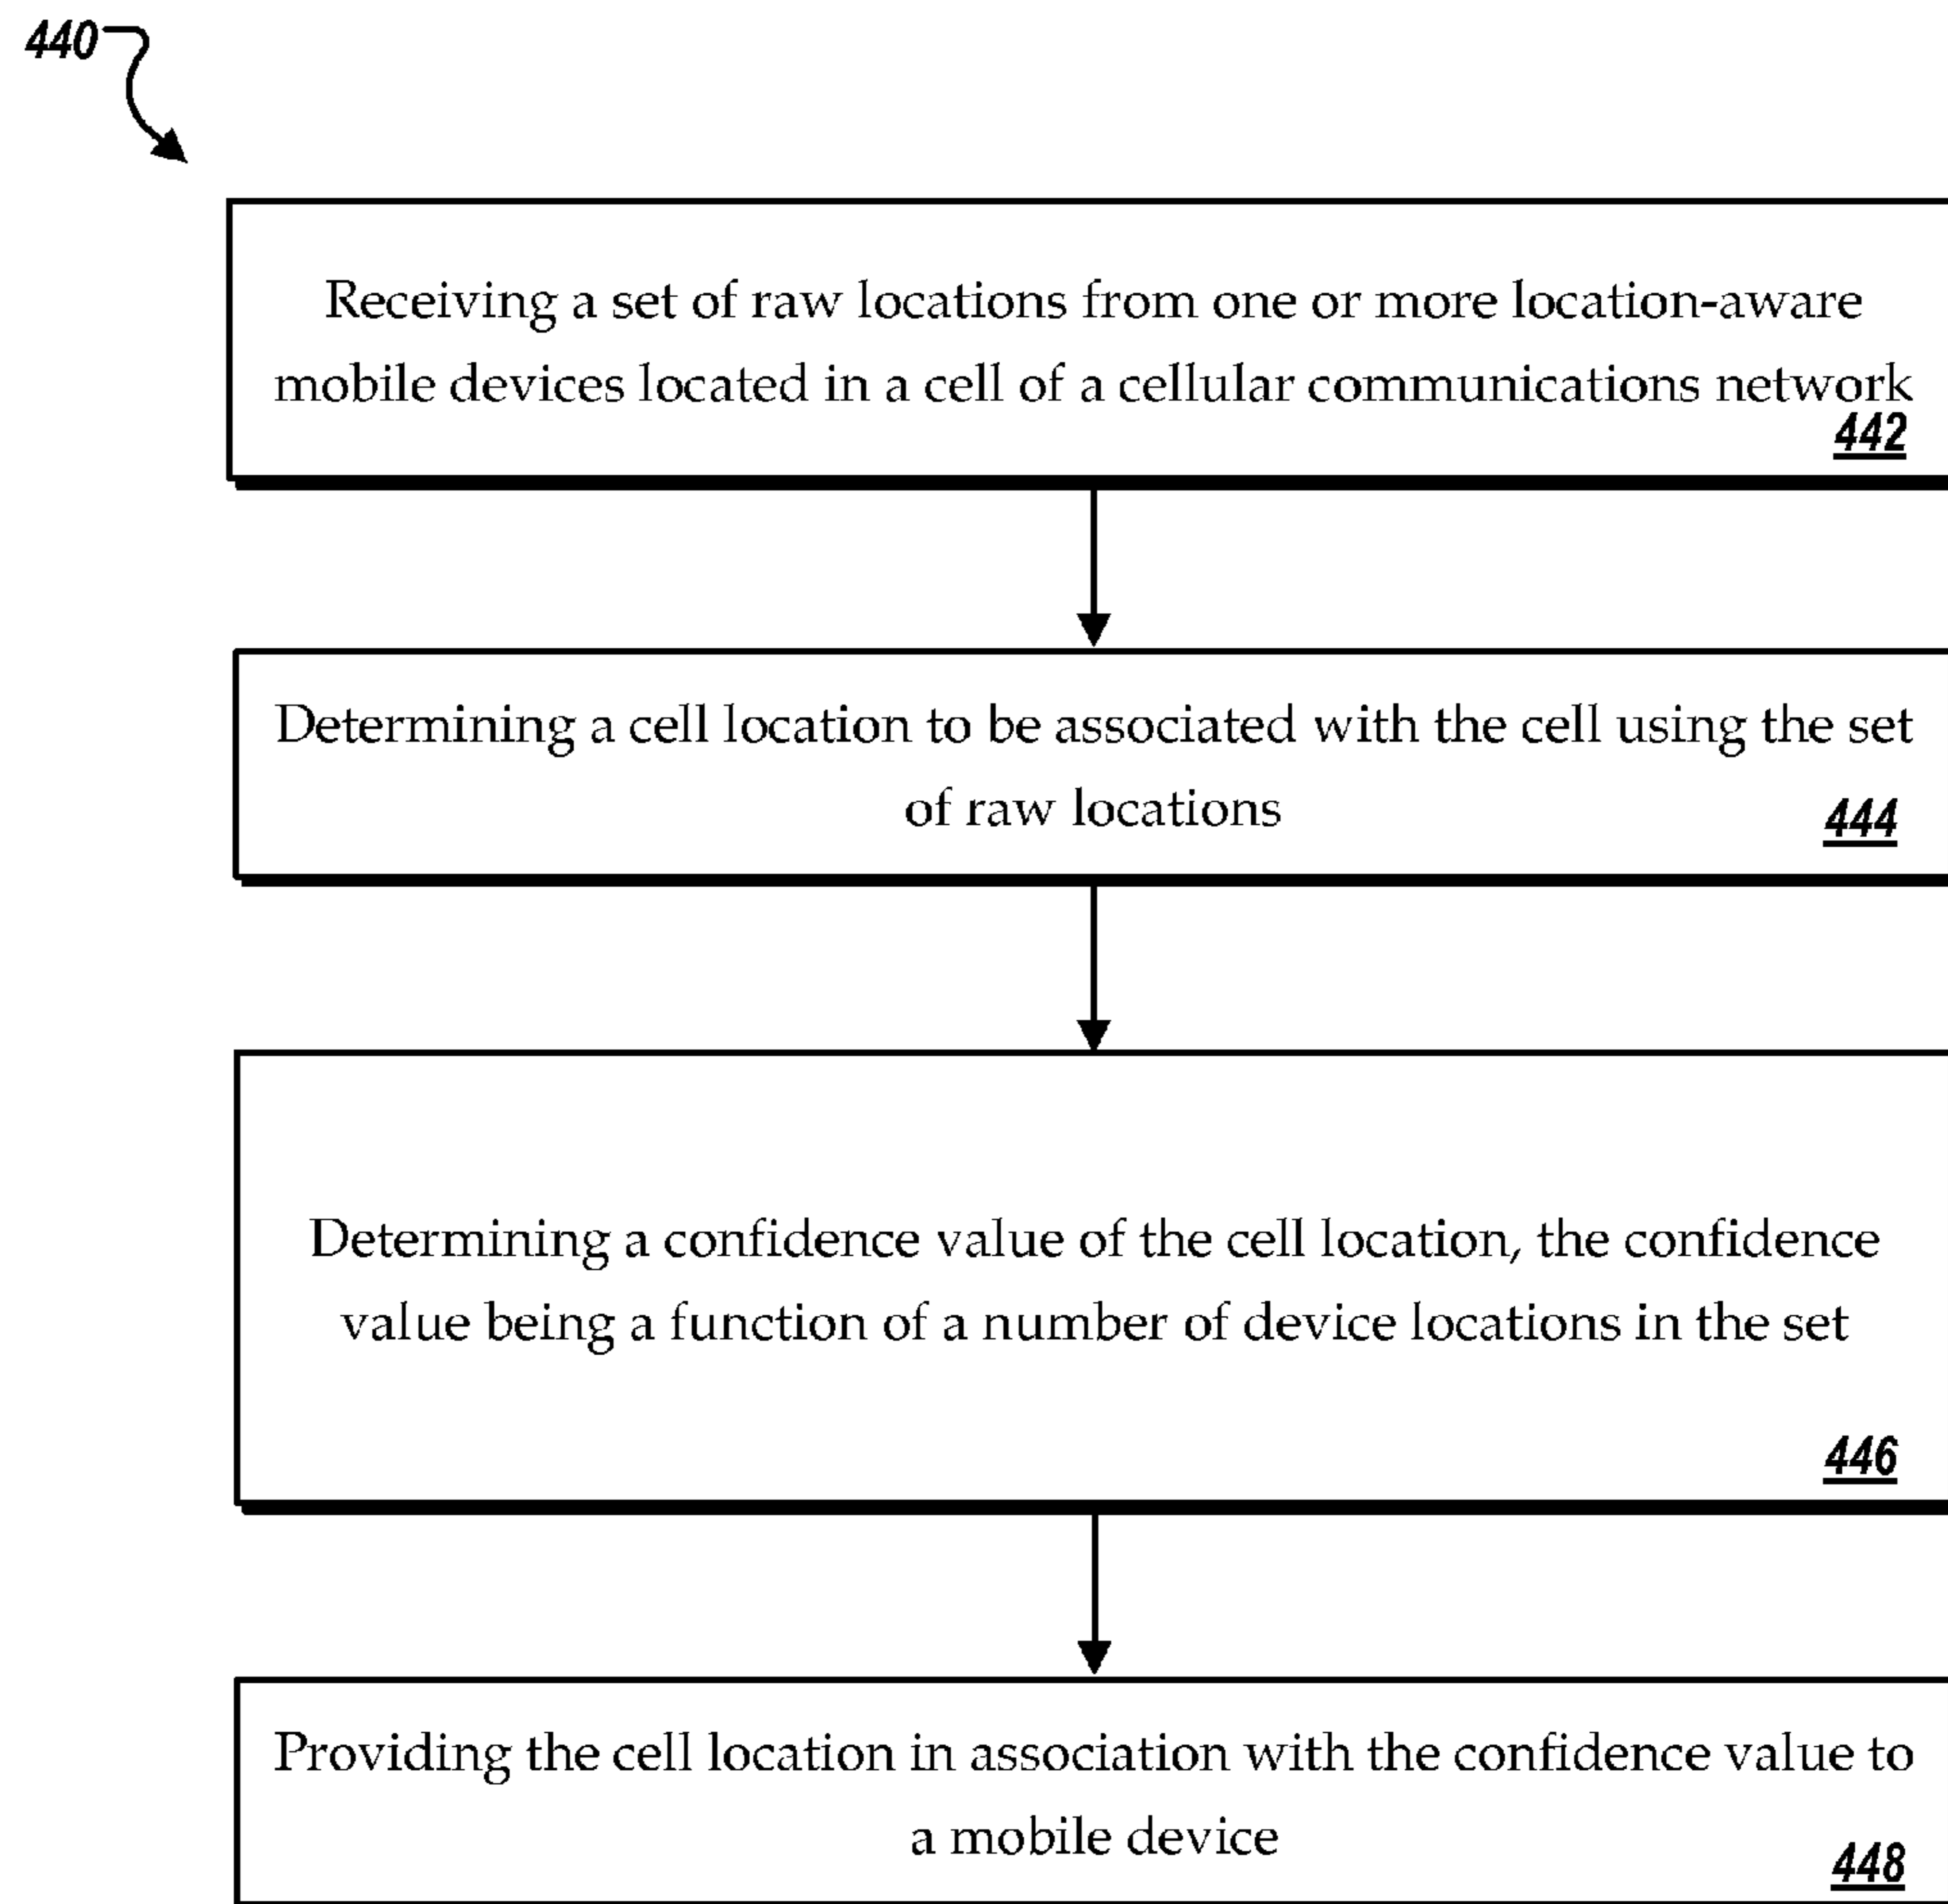 440
Receiving a set of raw locations from one or more location-aware
mobile devices located in a cell of a cellular communications network
442
Determining a cell location to be associated with the cell using the set
of raw locations
444
Determining a confidence value of the cell location, the confidence
value being a function of a number of device locations in the set
446
Providing the cell location in association with the confidence value to
a mobile device
448